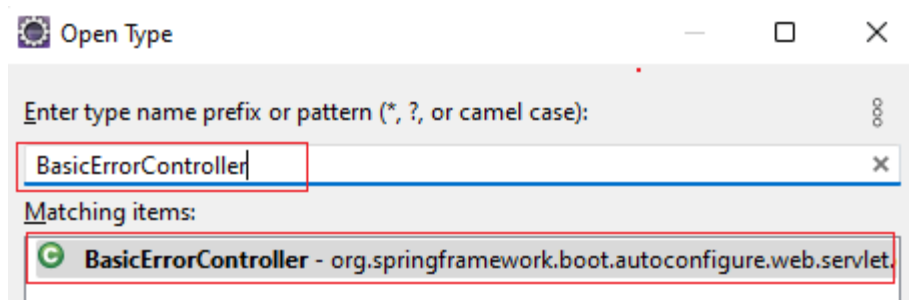 Open Type
Enter type name prefix or pattern (*, ?, or camel case):
BasicErrorController
Matching items:
BasicErrorController - org.springframework.boot.autoconfigure.web.servlet.